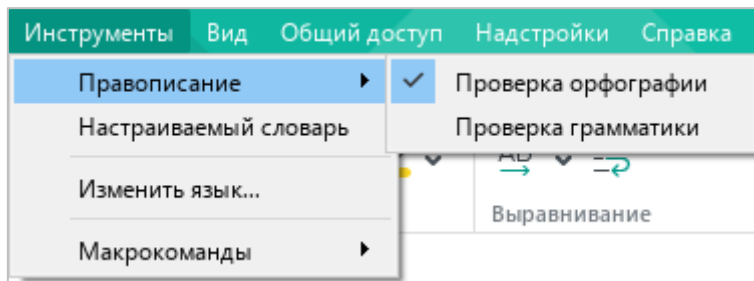 Инструменты Вид Общий доступ Надстройки Справка
Правописание
Проверка орфографии
Настраиваемый словарь
Проверка грамматики
Изменить язык...
Выравнивание
Макрокоманды